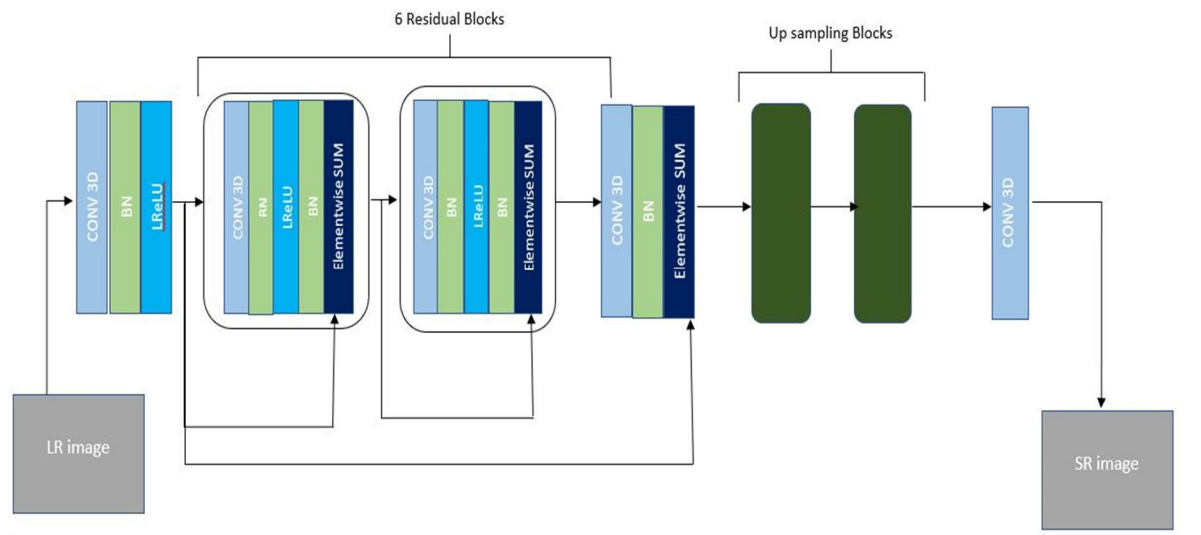 6 Residual Blocks
Up sampling Blocks
CONV 3D
BN
LReLU
CONV 3D
BN
LReLU
BN
Elementwise SUM
CONV 3D
BN
LReLU
BN
Elementwise SUM
CONV 3D
BN
Elementwise SUM
CONV 3D
LR image
SR image